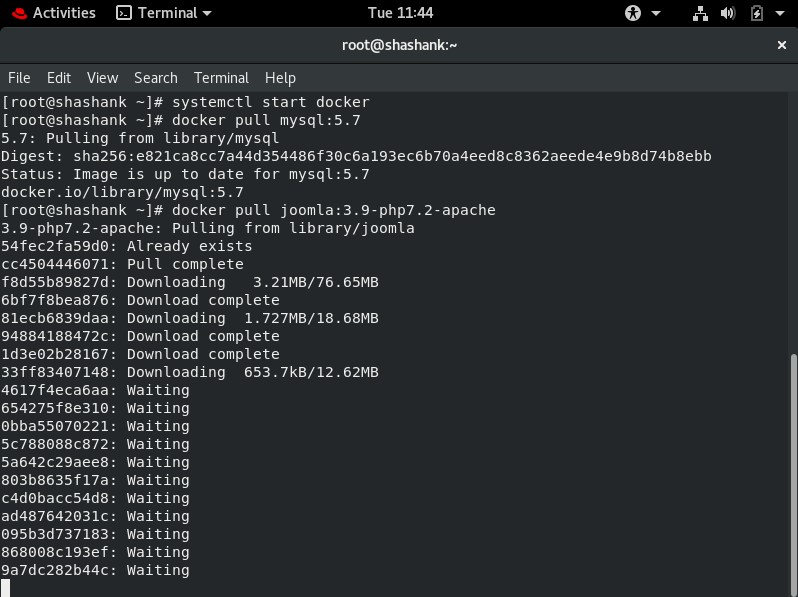 Activities Terminal Tue 11:44
root@shashank:~
File Edit View Search Terminal Help
[root@shashank ~]# systemctl start docker
[root@shashank ~]# docker pull mysql:5.7
5.7: Pulling from library/mysql
Digest: sha256:e821ca8cc7a44d354486f30c6a193ec6b70a4eed8c8362aeede4e9b8d74b8ebb
Status: Image is up to date for mysql:5.7
docker.io/library/mysql:5.7
[root@shashank ~]# docker pull joomla:3.9-php7.2-apache
3.9-php7.2-apache: Pulling from library/joomla
54fec2fa59d0: Already exists
cc4504446071: Pull complete
f8d55b89827d: Downloading   3.21MB/76.65MB
6bf7f8bea876: Download complete
81ecb6839daa: Downloading  1.727MB/18.68MB
94884188472c: Download complete
1d3e02b28167: Download complete
33ff83407148: Downloading  653.7kB/12.62MB
4617f4eca6aa: Waiting
654275f8e310: Waiting
0bba55070221: Waiting
5c788088c872: Waiting
5a642c29aee8: Waiting
803b8635f17a: Waiting
c4d0bacc54d8: Waiting
ad487642031c: Waiting
095b3d737183: Waiting
868008c193ef: Waiting
9a7dc282b44c: Waiting